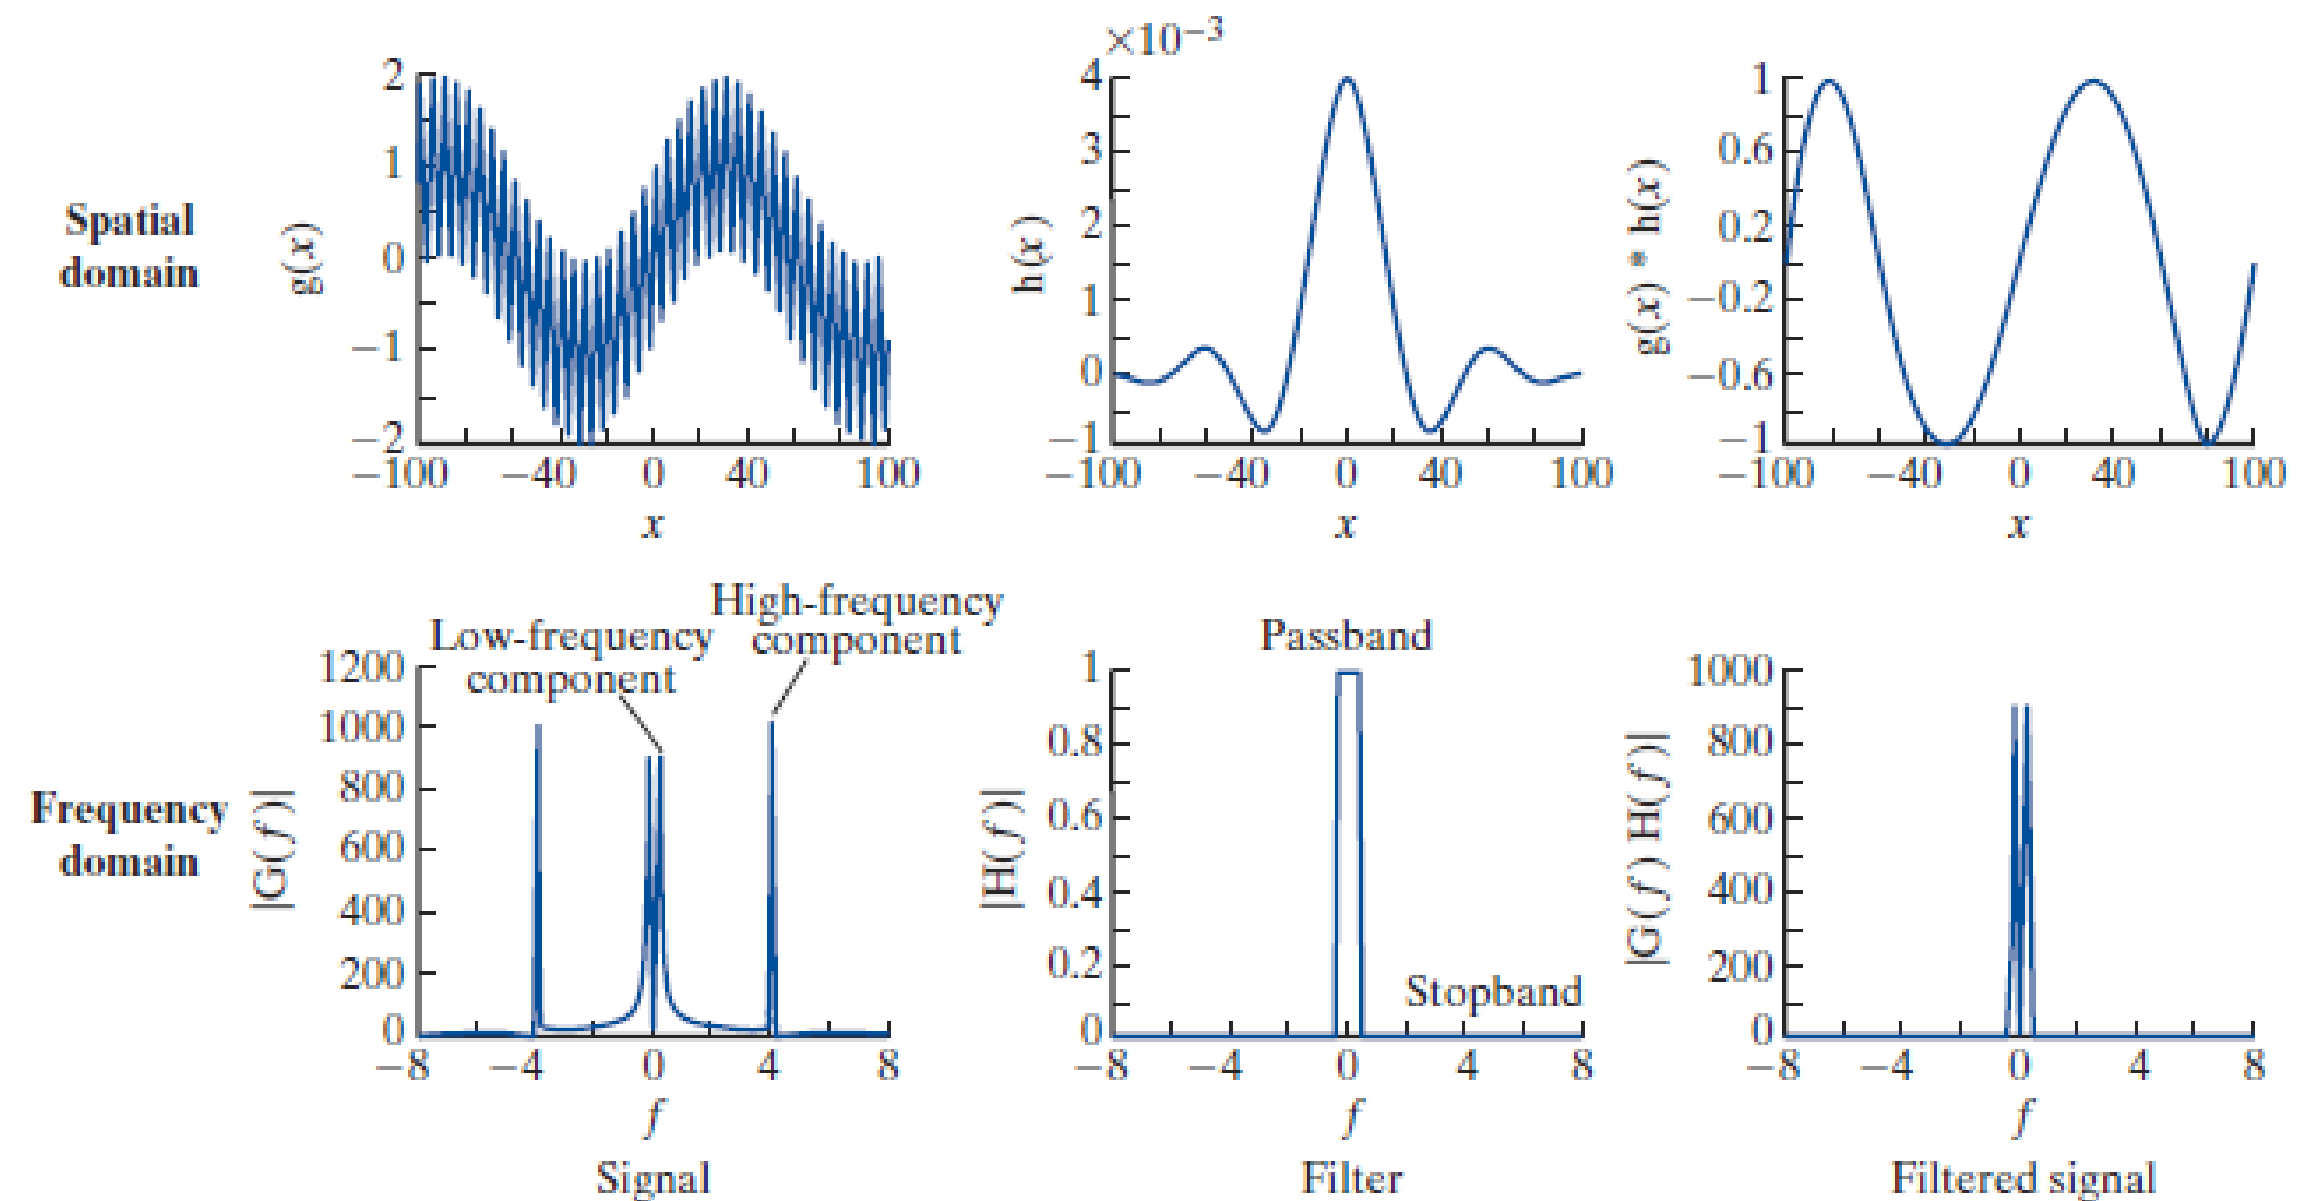 Spatial
domain
g(x)
2
1
0
−1
−2
−100
−40
0
40
100
x
×10⁻³
h(x)
4
3
2
1
0
−1
−100
−40
0
40
100
x
g(x) * h(x)
1
0.6
0.2
−0.2
−0.6
−1
−100
−40
0
40
100
x
Frequency
domain
|G(f)|
Low-frequency
component
High-frequency
component
1200
1000
800
600
400
200
0
−8
−4
0
4
8
f
Signal
|H(f)|
Passband
Stopband
1
0.8
0.6
0.4
0.2
0
−8
−4
0
4
8
f
Filter
|G(f) H(f)|
1000
800
600
400
200
0
−8
−4
0
4
8
f
Filtered signal